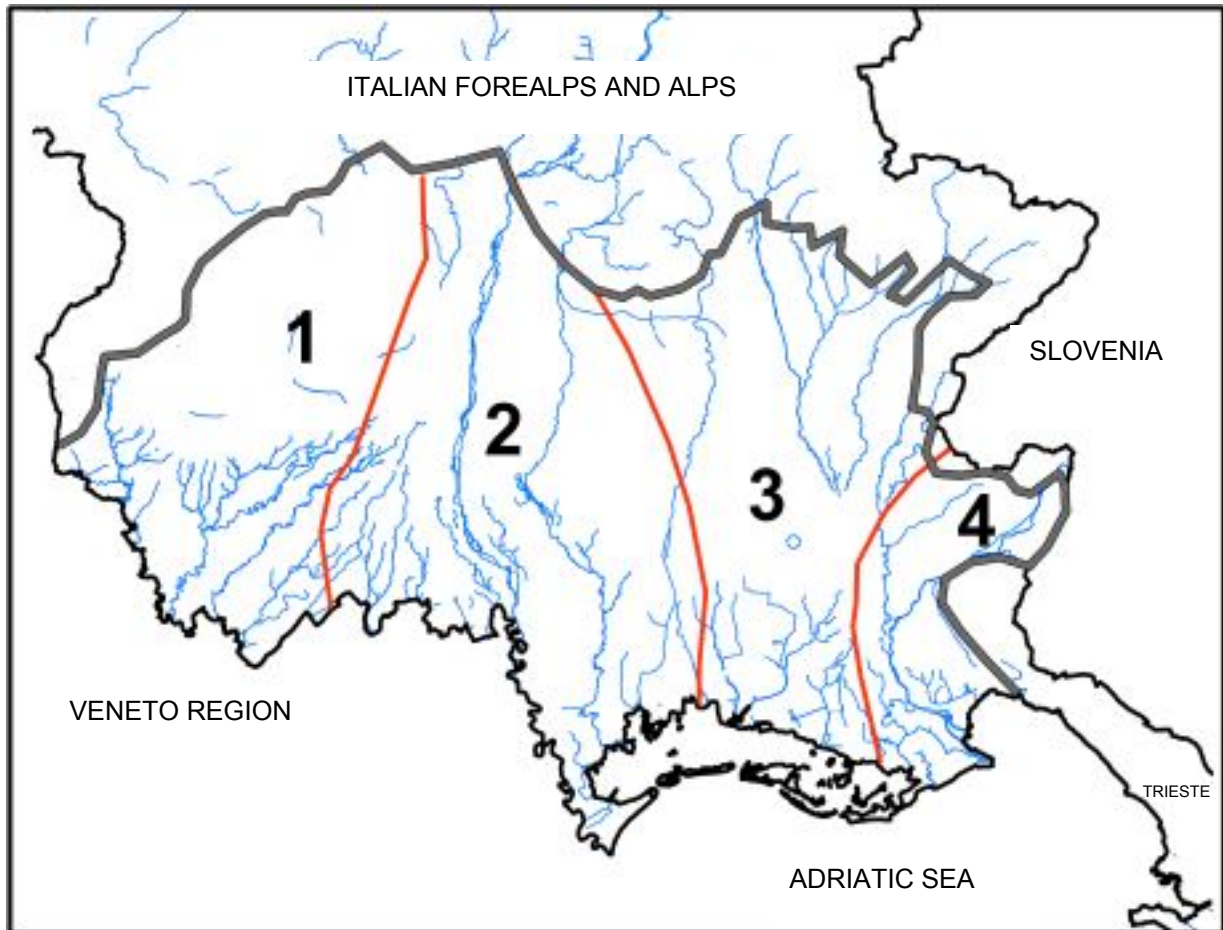 ITALIAN FOREALPS AND ALPS
1
SLOVENIA
2
3
4
VENETO REGION
TRIESTE
ADRIATIC SEA